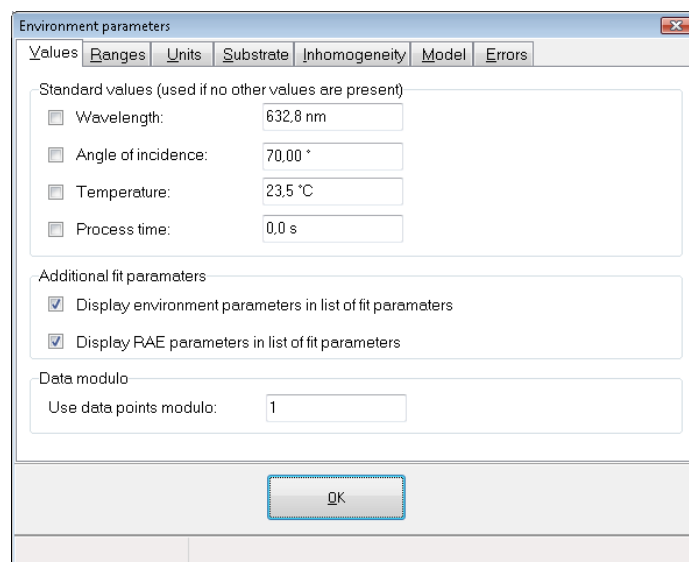 Environment parameters
Values Ranges Units Substrate Inhomogeneity Model Errors
Standard values (used if no other values are present)
Wavelength: 632,8 nm
Angle of incidence: 70,00 °
Temperature: 23,5 °C
Process time: 0,0 s
Additional fit paramaters
Display environment parameters in list of fit paramaters
Display RAE parameters in list of fit parameters
Data modulo
Use data points modulo: 1
OK